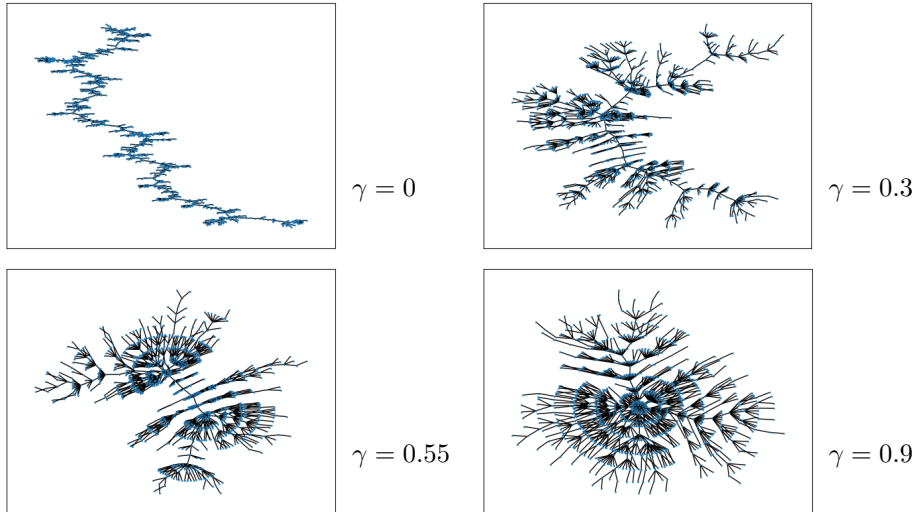 γ = 0
γ = 0.3
γ = 0.55
γ = 0.9